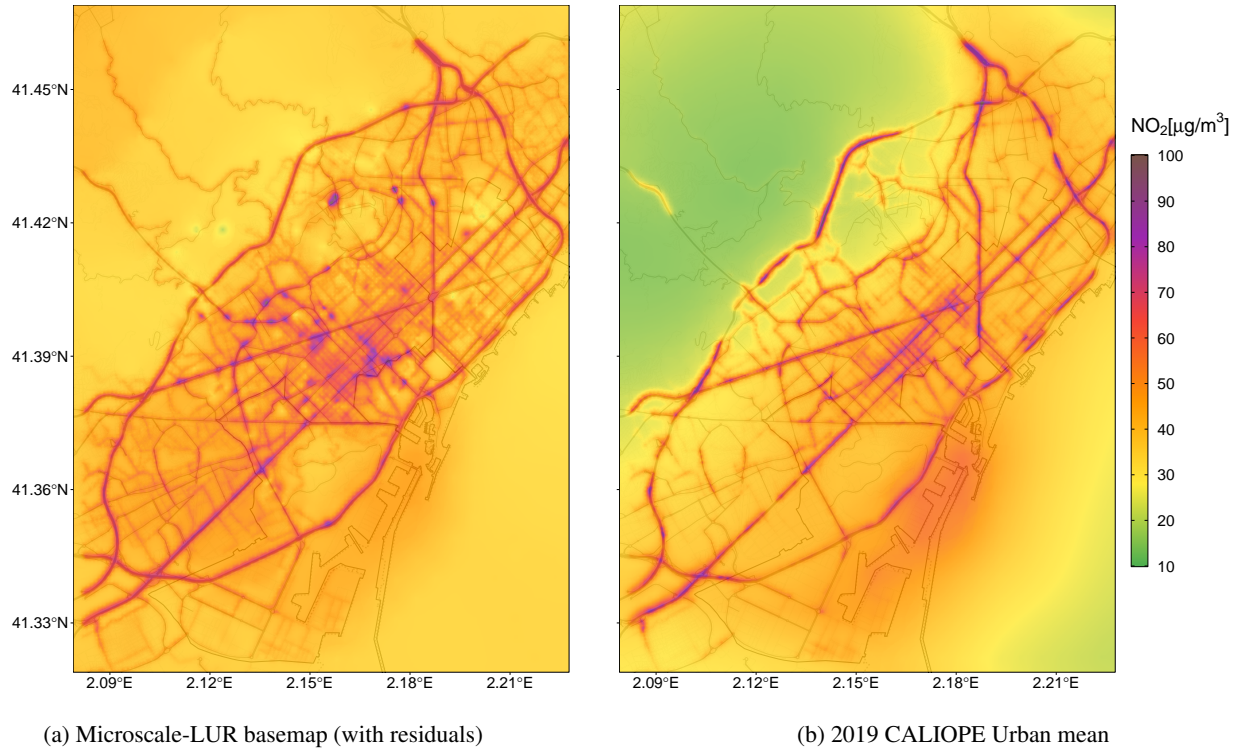 41.45°N
41.42°N
41.39°N
41.36°N
41.33°N
2.09°E 2.12°E 2.15°E 2.18°E 2.21°E
2.09°E 2.12°E 2.15°E 2.18°E 2.21°E
NO₂[μg/m³]
100
90
80
70
60
50
40
30
20
10
(a) Microscale-LUR basemap (with residuals)
(b) 2019 CALIOPE Urban mean